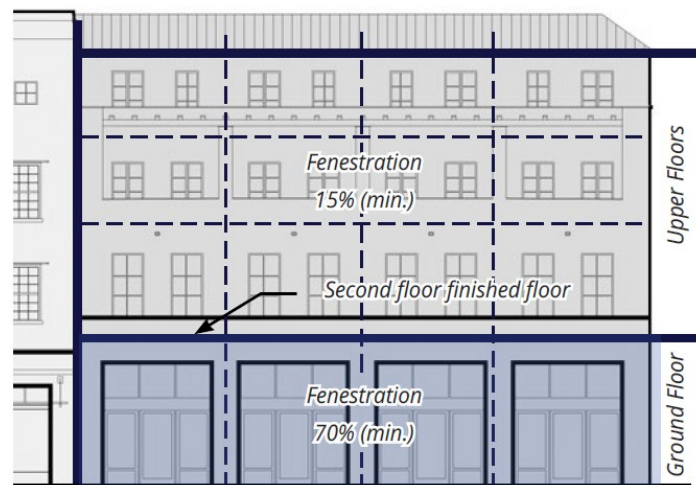 Fenestration
15% (min.)
Upper Floors
Second floor finished floor
Fenestration
70% (min.)
Ground Floor